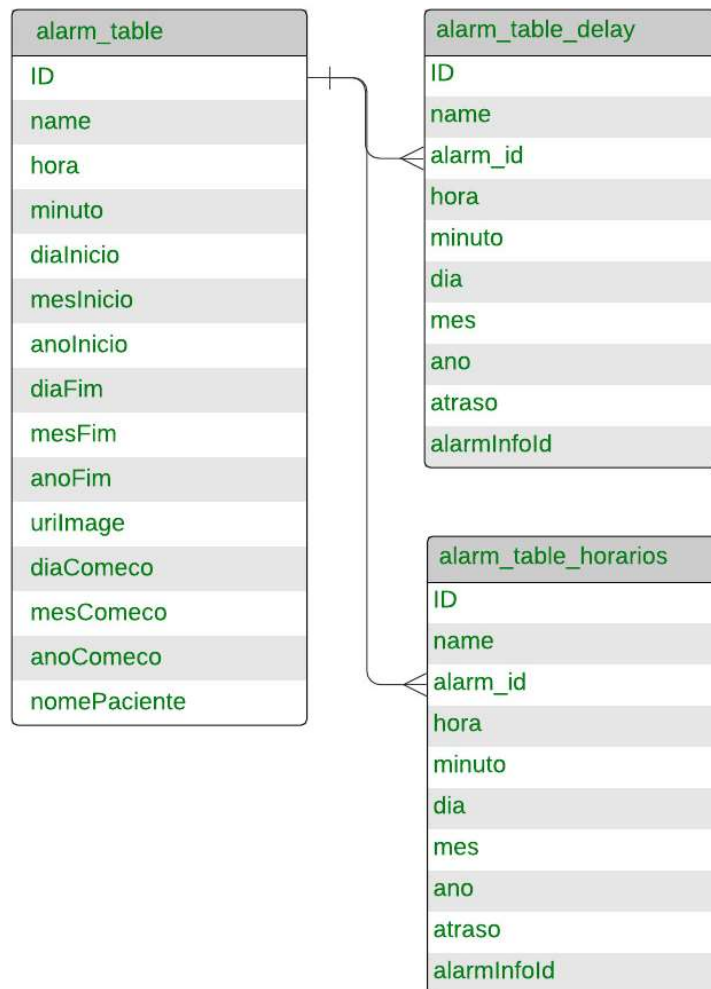 alarm_table
ID
name
hora
minuto
diaInicio
mesInicio
anoInicio
diaFim
mesFim
anoFim
uriImage
diaComeco
mesComeco
anoComeco
nomePaciente
alarm_table_delay
ID
name
alarm_id
hora
minuto
dia
mes
ano
atraso
alarmInfoId
alarm_table_horarios
ID
name
alarm_id
hora
minuto
dia
mes
ano
atraso
alarmInfoId